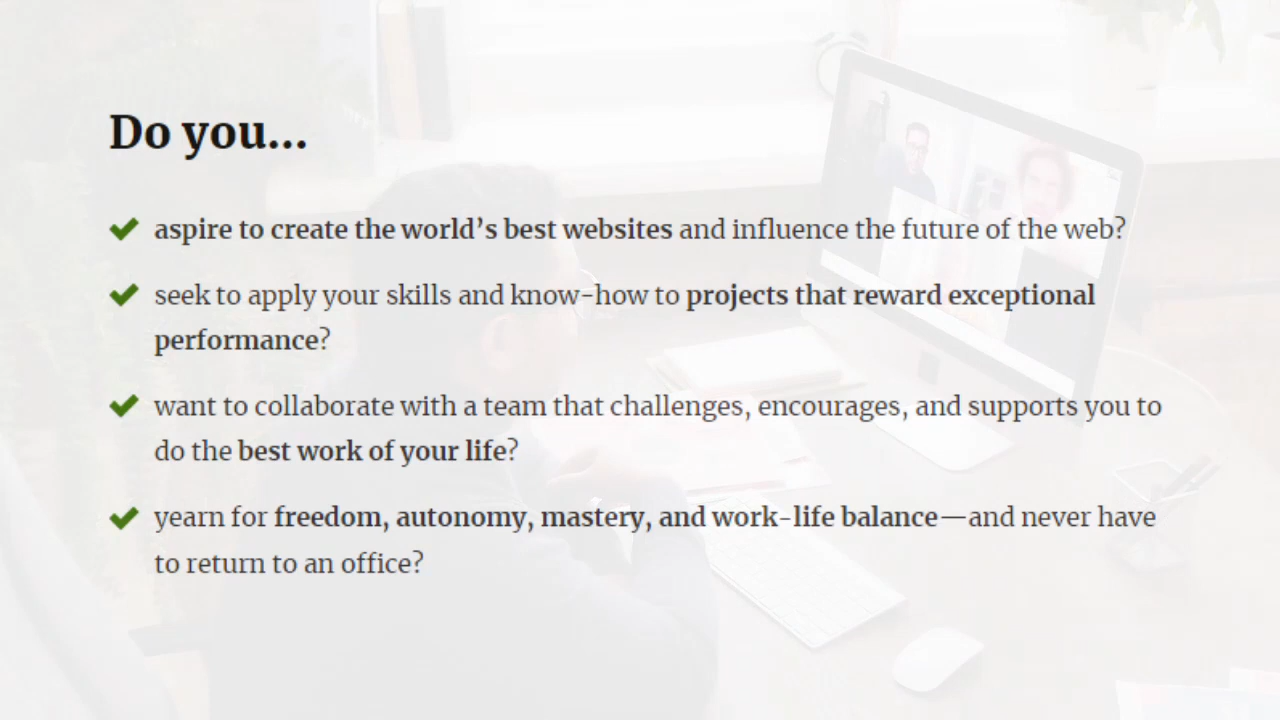 Do you...
aspire to create the world’s best websites and influence the future of the web?
seek to apply your skills and know-how to projects that reward exceptional
performance?
want to collaborate with a team that challenges, encourages, and supports you to
do the best work of your life?
yearn for freedom, autonomy, mastery, and work-life balance—and never have
to return to an office?